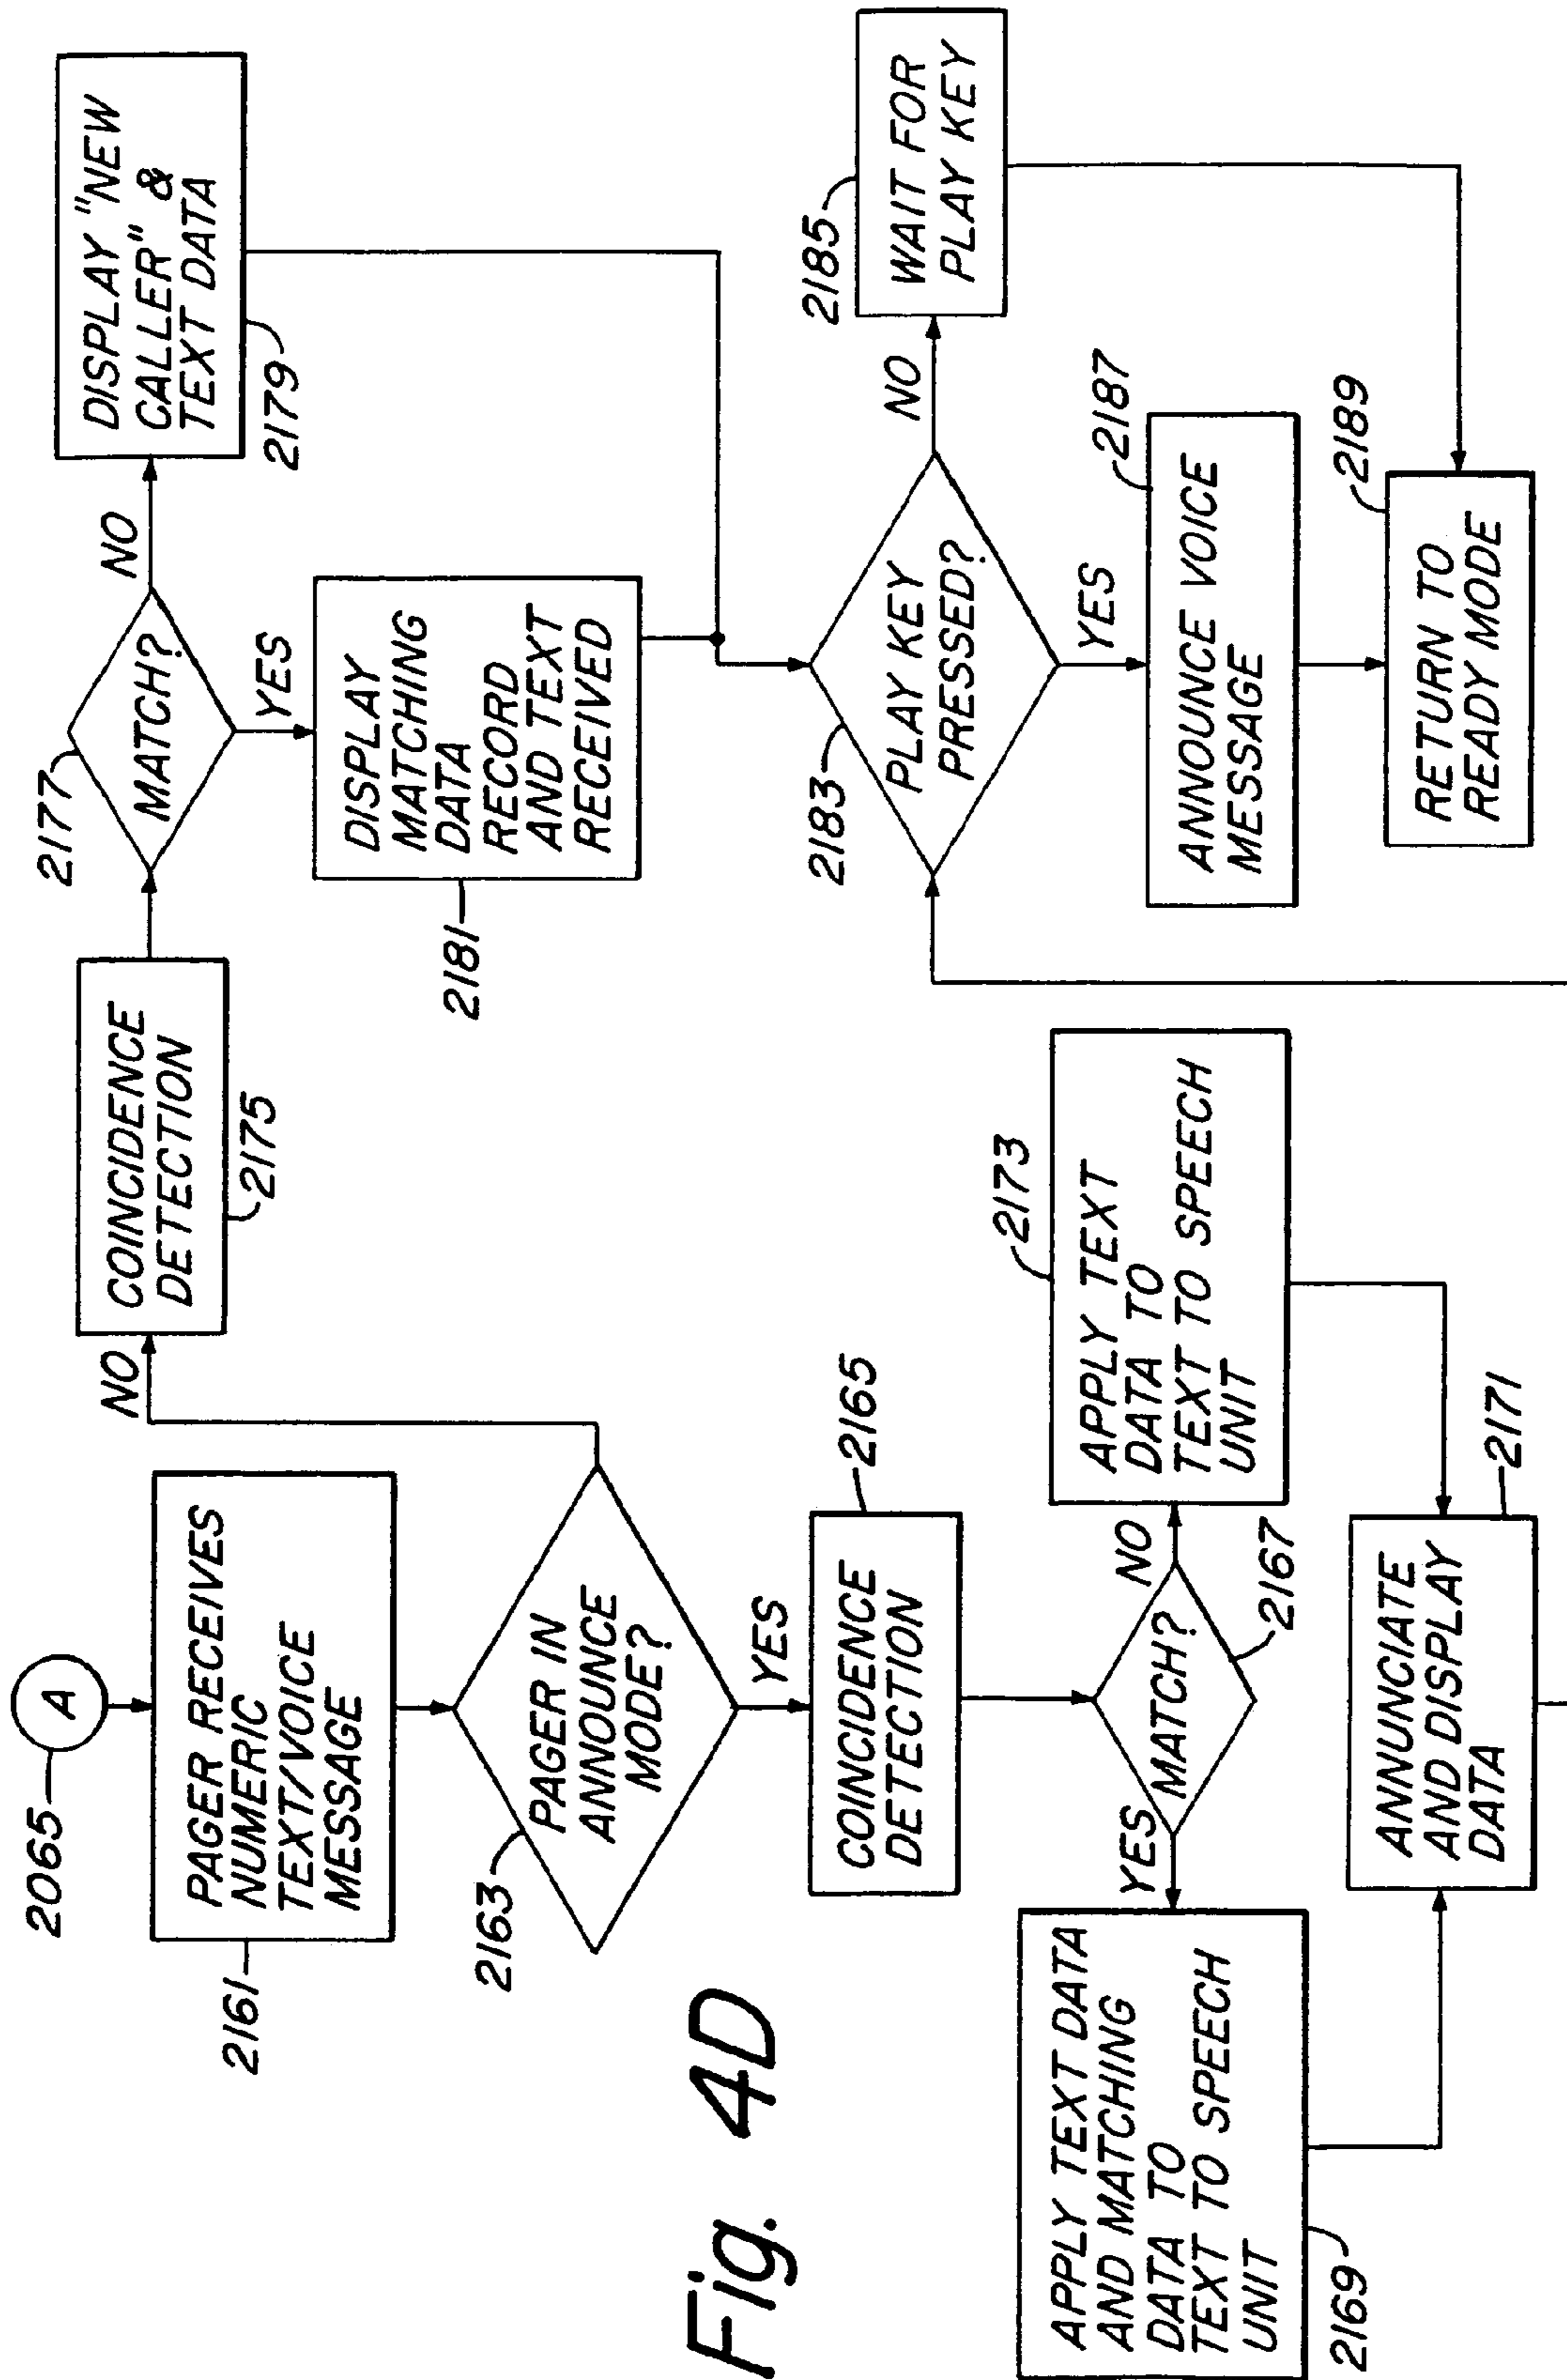 2065
A
PAGER RECEIVES
NUMERIC
TEXT/VOICE
MESSAGE
2161
2163
PAGER IN
ANNOUNCE
MODE?
NO
YES
COINCIDENCE
DETECTION
2165
MATCH?
2167
YES
NO
APPLY TEXT DATA
AND MATCHING
DATA TO
TEXT TO SPEECH
UNIT
2169
2173
APPLY TEXT
DATA TO
TEXT TO SPEECH
UNIT
ANNUNCIATE
AND DISPLAY
DATA
2171
COINCIDENCE
DETECTION
2175
2177
MATCH?
NO
YES
DISPLAY "NEW
CALLER" &
TEXT DATA
2179
DISPLAY
MATCHING
DATA
RECORD
AND TEXT
RECEIVED
2181
2183
PLAY KEY
PRESSED?
NO
YES
2185
WAIT FOR
PLAY KEY
2187
ANNOUNCE VOICE
MESSAGE
2189
RETURN TO
READY MODE
Fig. 4D